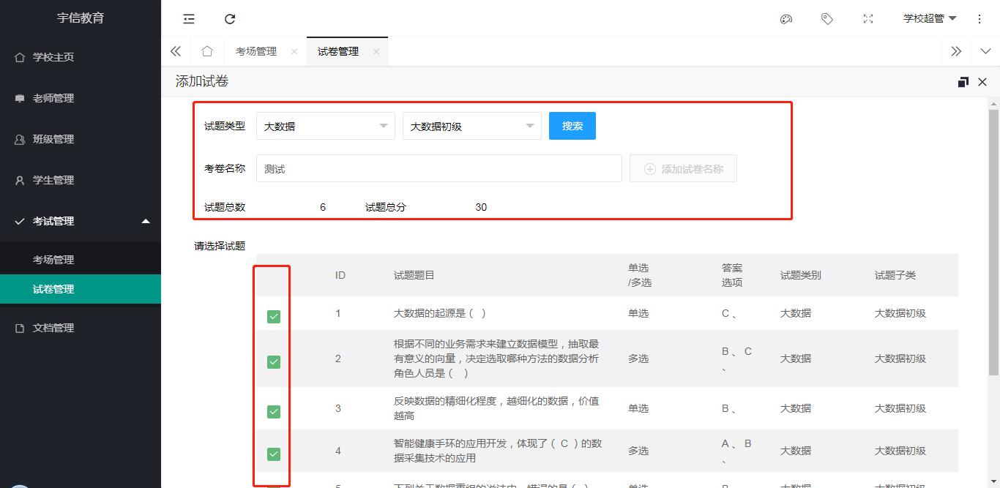 宇信教育
学校超管
考场管理
试卷管理
学校主页
老师管理
班级管理
学生管理
考试管理
考场管理
试卷管理
文档管理
添加试卷
试题类型 大数据 大数据初级 搜索
考卷名称 测试 添加试卷名称
试题总数 6 试题总分 30
请选择试题
ID 试题题目 单选 答案 试题类别 试题子类
/多选 选项
1 大数据的起源是（ ） 单选 C 、 大数据 大数据初级
根据不同的业务需求来建立数据模型，抽取最
2 有意义的向量，决定选取哪种方法的数据分析 多选 B 、 C 大数据 大数据初级
角色人员是（ ） 、
反映数据的精细化程度，越细化的数据，价值
3 越高 单选 B 、 大数据 大数据初级
智能健康手环的应用开发，体现了（ C ）的数 A 、 B
4 据采集技术的应用 多选 、 大数据 大数据初级